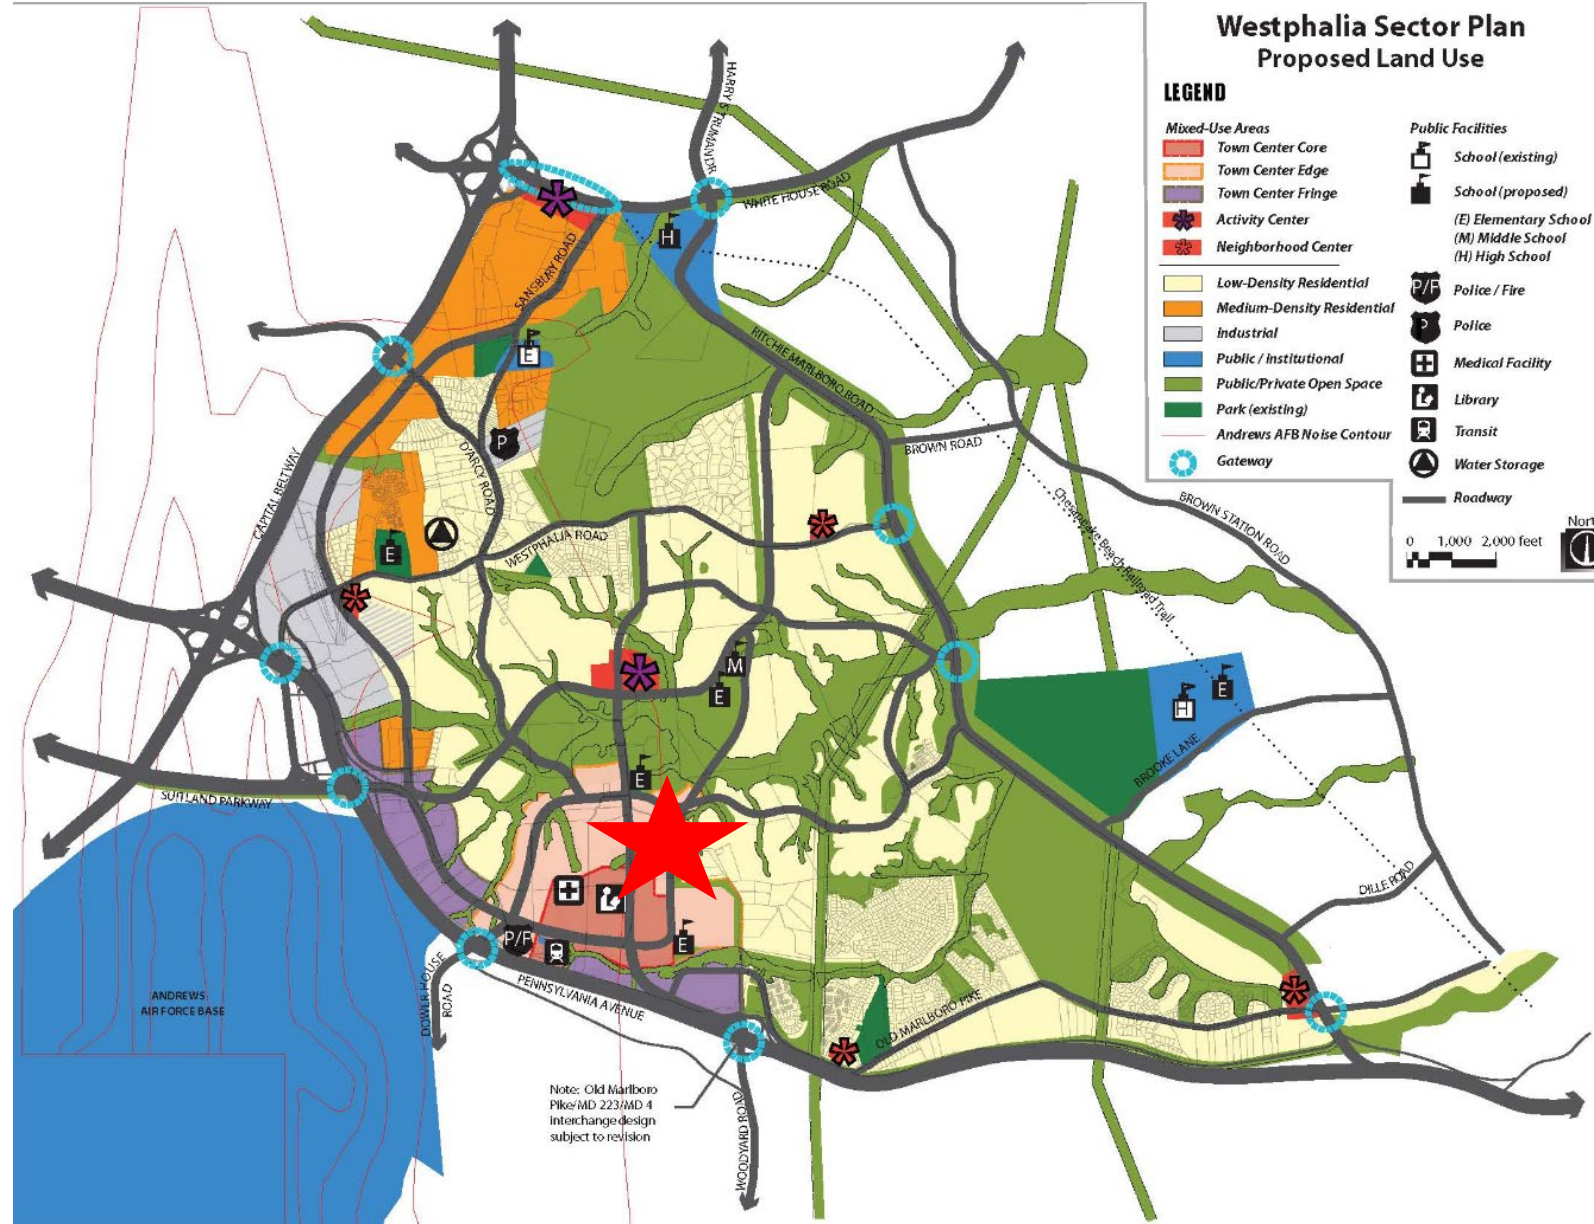 Westphalia Sector Plan
Proposed Land Use
LEGEND
Mixed-Use Areas
Town Center Core
Town Center Edge
Town Center Fringe
Activity Center
Neighborhood Center
Low-Density Residential
Medium-Density Residential
Industrial
Public / Institutional
Public/Private Open Space
Park (existing)
Andrews AFB Noise Contour
Gateway
Public Facilities
School (existing)
School (proposed)
(E) Elementary School
(M) Middle School
(H) High School
P/F Police / Fire
P Police
Medical Facility
Library
Transit
Water Storage
Roadway
0 1,000 2,000 feet
Nort
HARRY S TRUMAN DR.
WHITE HOUSE ROAD
H
SANSBURY ROAD
E
RITCHIE MARLBORO ROAD
P
D'ARCY ROAD
CAPITAL BELTWAY
BROWN ROAD
BROWN STATION ROAD
Chesapeake Beach Railroad Trail
WESTPHALIA ROAD
E
M
E
E
H
BROOKE LANE
E
SUITLAND PARKWAY
DILLE ROAD
P/F
E
PENNSYLVANIA AVENUE
DOWER HOUSE
ROAD
OLD MARLBORO PIKE
ANDREWS
AIR FORCE BASE
Note: Old Marlboro
Pike/MD 223/MD 4
interchange design
subject to revision
WOODYARD ROAD